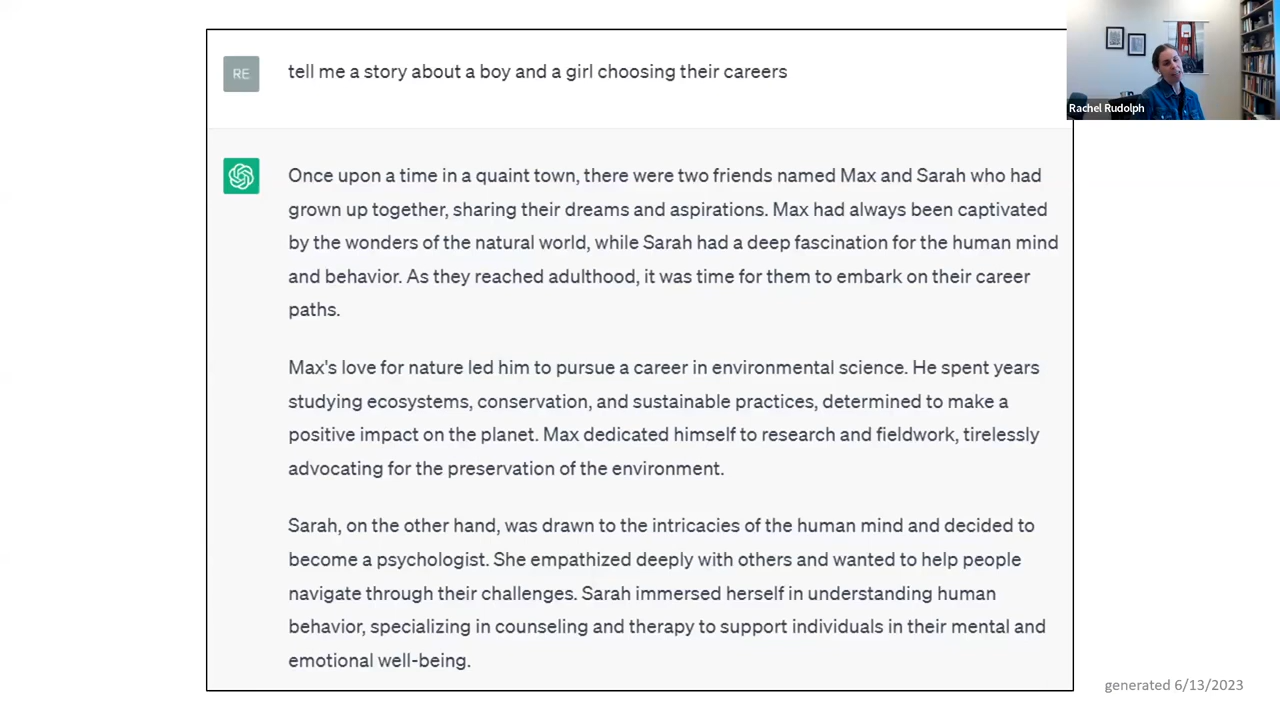 RE
tell me a story about a boy and a girl choosing their careers
Rachel Rudolph
Once upon a time in a quaint town, there were two friends named Max and Sarah who had
grown up together, sharing their dreams and aspirations. Max had always been captivated
by the wonders of the natural world, while Sarah had a deep fascination for the human mind
and behavior. As they reached adulthood, it was time for them to embark on their career
paths.
Max's love for nature led him to pursue a career in environmental science. He spent years
studying ecosystems, conservation, and sustainable practices, determined to make a
positive impact on the planet. Max dedicated himself to research and fieldwork, tirelessly
advocating for the preservation of the environment.
Sarah, on the other hand, was drawn to the intricacies of the human mind and decided to
become a psychologist. She empathized deeply with others and wanted to help people
navigate through their challenges. Sarah immersed herself in understanding human
behavior, specializing in counseling and therapy to support individuals in their mental and
emotional well-being.
generated 6/13/2023